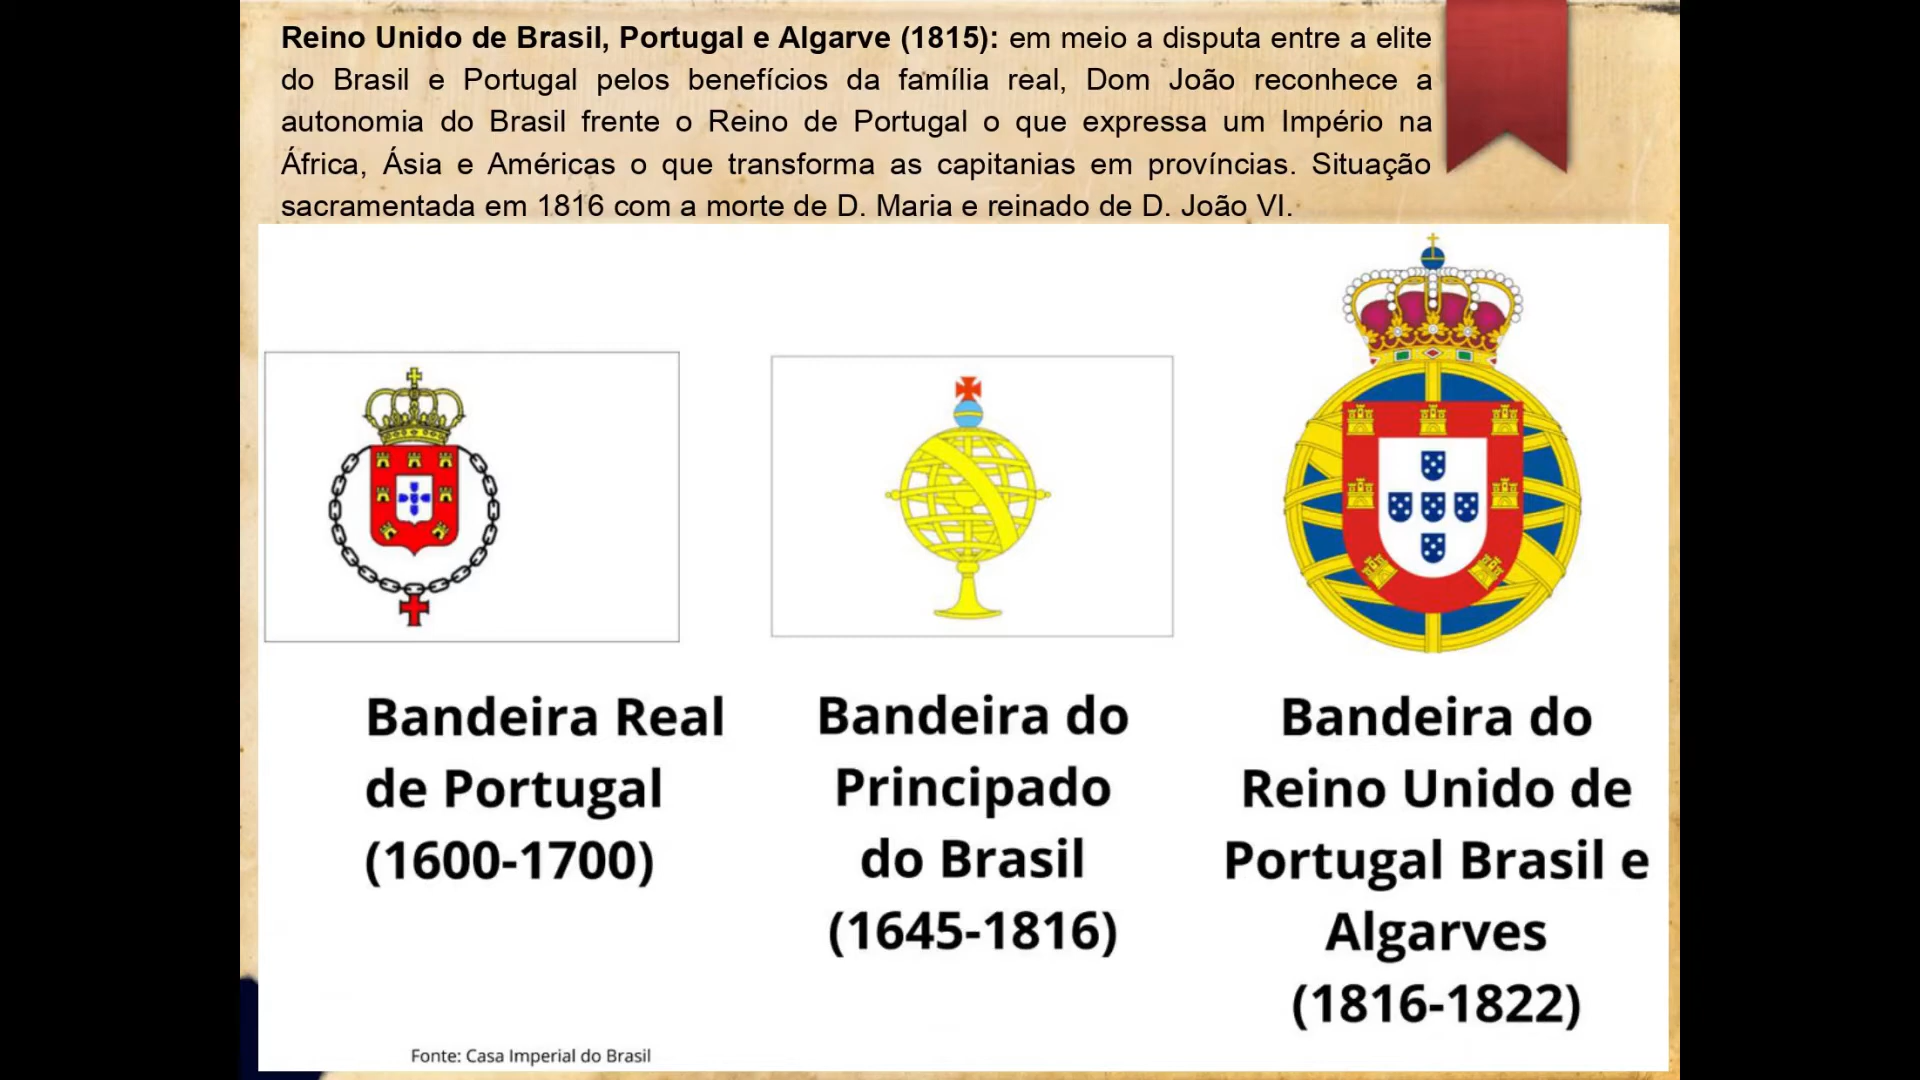 Reino Unido de Brasil, Portugal e Algarve (1815): em meio a disputa entre a elite
do Brasil e Portugal pelos benefícios da família real, Dom João reconhece a
autonomia do Brasil frente o Reino de Portugal o que expressa um Império na
África, Ásia e Américas o que transforma as capitanias em províncias. Situação
sacramentada em 1816 com a morte de D. Maria e reinado de D. João VI.
Bandeira Real
de Portugal
(1600-1700)
Bandeira do
Principado
do Brasil
(1645-1816)
Bandeira do
Reino Unido de
Portugal Brasil e
Algarves
(1816-1822)
Fonte: Casa Imperial do Brasil